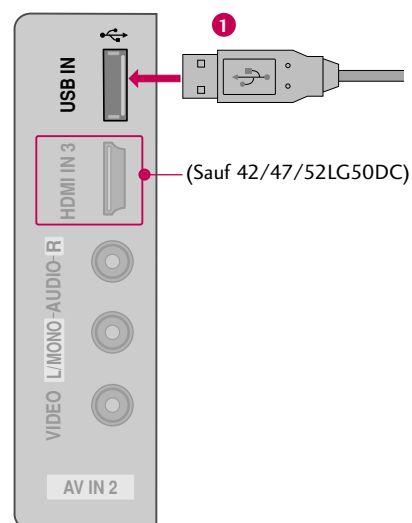 1
USB IN
HDMI IN 3
(Sauf 42/47/52LG50DC)
VIDEO L/MONO-AUDIO-R
AV IN 2